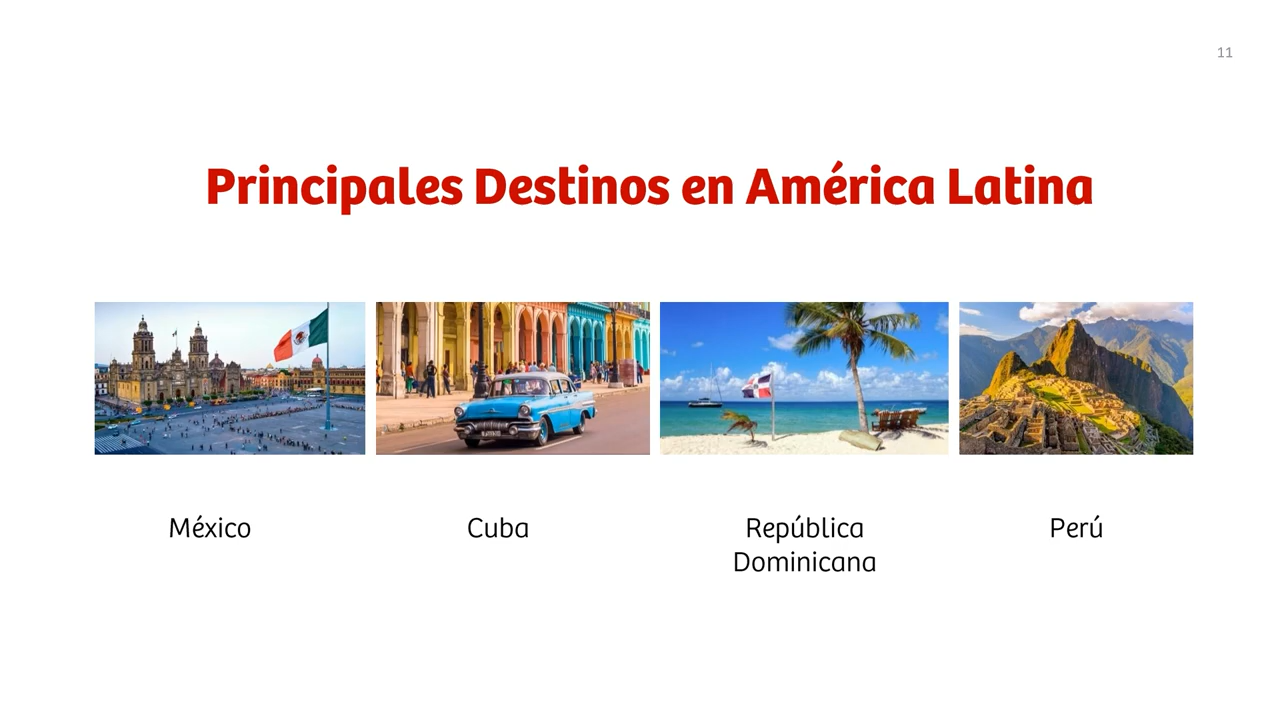 11
Principales Destinos en América Latina
México
Cuba
República
Dominicana
Perú